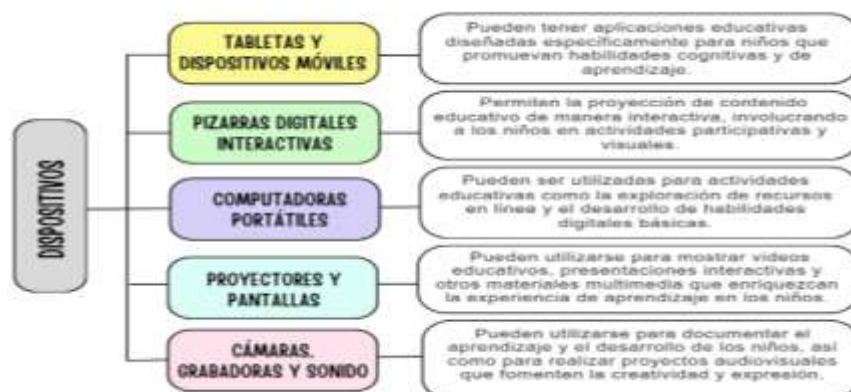 DISPOSITIVOS
TABLETAS Y
DISPOSITIVOS MÓVILES
Pueden tener aplicaciones educativas
diseñadas específicamente para niños que
promuevan habilidades cognitivas y de
aprendizaje.
PIZARRAS DIGITALES
INTERACTIVAS
Permiten la proyección de contenido
educativo de manera interactiva, involucrando
a los niños en actividades participativas y
visuales.
COMPUTADORAS
PORTÁTILES
Pueden ser utilizadas para actividades
educativas como la exploración de recursos
en línea y el desarrollo de habilidades
digitales básicas.
PROYECTORES Y
PANTALLAS
Pueden utilizarse para mostrar videos
educativos, presentaciones interactivas y
otros materiales multimedia que enriquezcan
la experiencia de aprendizaje en los niños.
CÁMARAS,
GRABADORAS Y SONIDO
Pueden utilizarse para documentar el
aprendizaje y el desarrollo de los niños, así
como para realizar proyectos audiovisuales
que fomenten la creatividad y expresión.